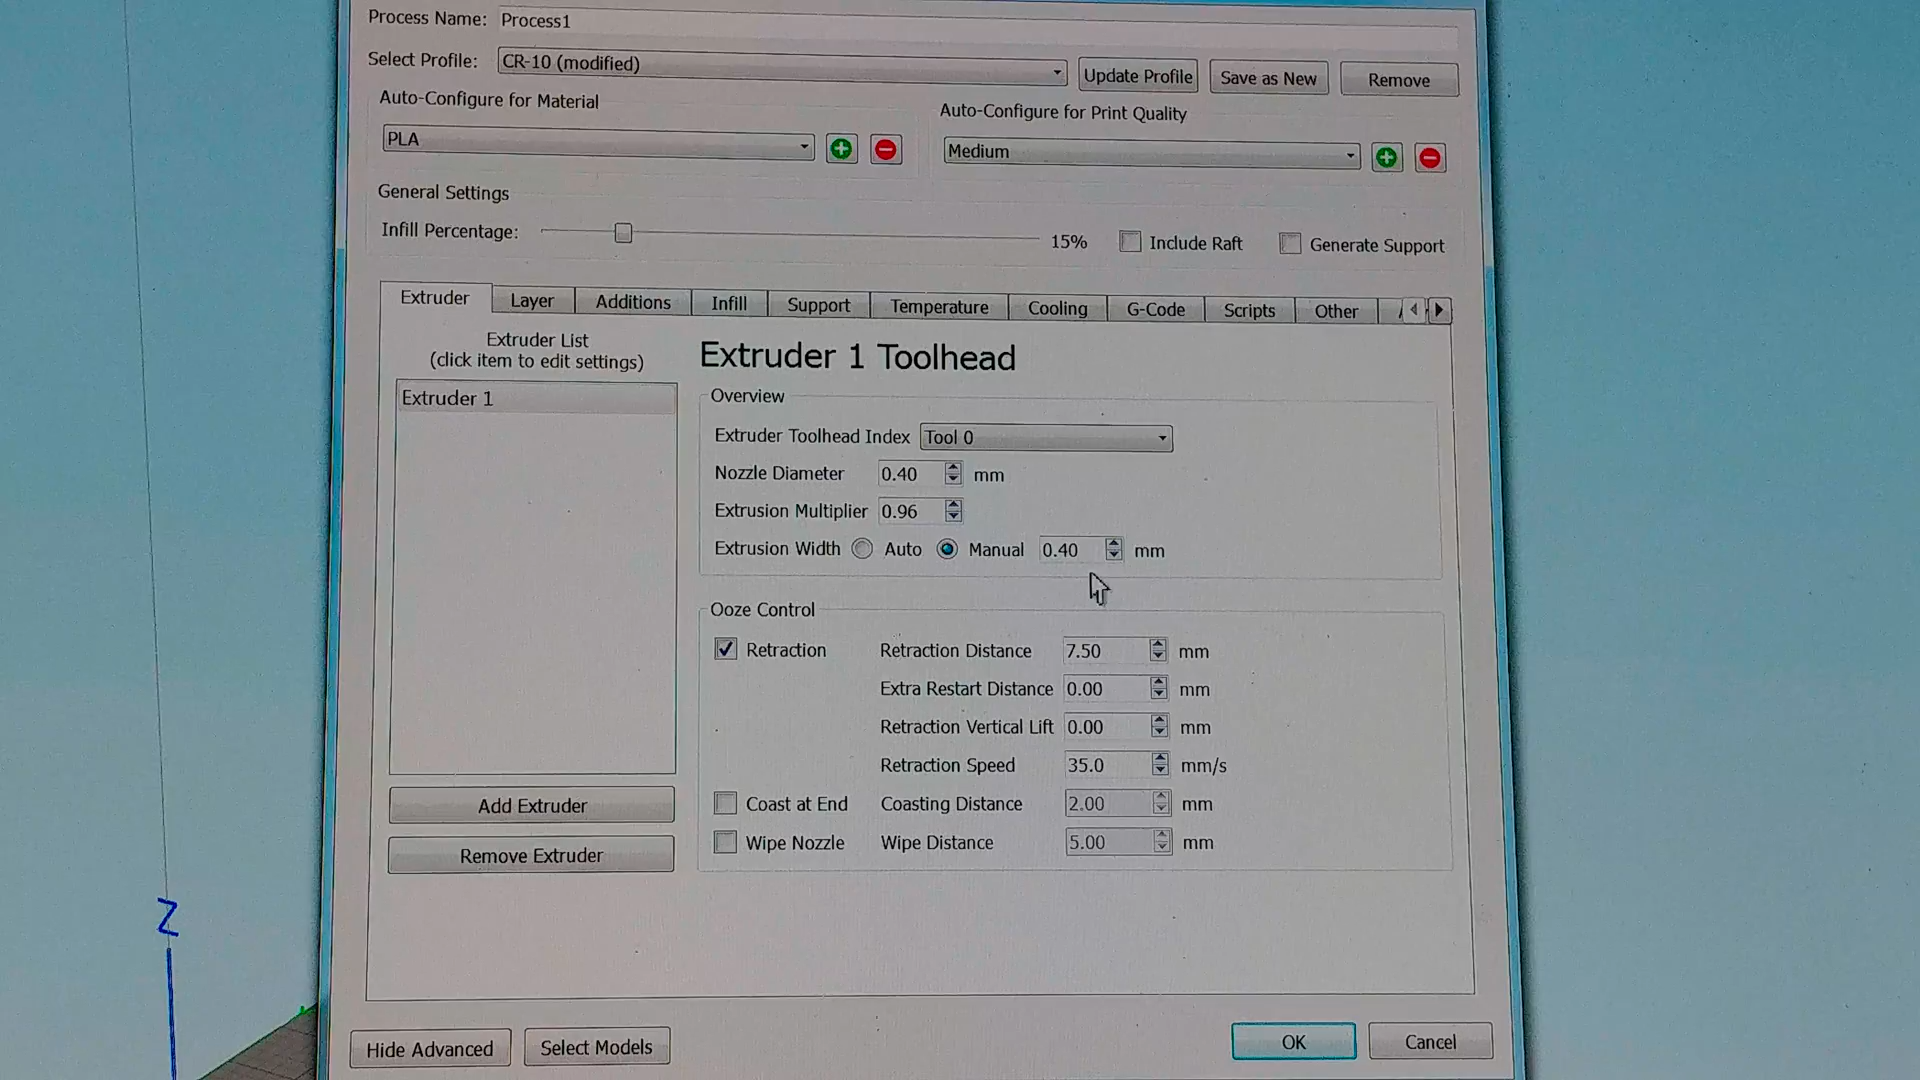 Process Name: Process1
Select Profile: CR-10 (modified) Update Profile Save as New Remove
Auto-Configure for Material Auto-Configure for Print Quality
PLA Medium
General Settings
Infill Percentage: 15% Include Raft Generate Support
Extruder Layer Additions Infill Support Temperature Cooling G-Code Scripts Other
Extruder List
(click item to edit settings)
Extruder 1
Add Extruder
Remove Extruder
Extruder 1 Toolhead
Overview
Extruder Toolhead Index Tool 0
Nozzle Diameter 0.40 mm
Extrusion Multiplier 0.96
Extrusion Width Auto Manual 0.40 mm
Ooze Control
Retraction Retraction Distance 7.50 mm
Extra Restart Distance 0.00 mm
Retraction Vertical Lift 0.00 mm
Retraction Speed 35.0 mm/s
Coast at End Coasting Distance 2.00 mm
Wipe Nozzle Wipe Distance 5.00 mm
Z
Hide Advanced Select Models OK Cancel